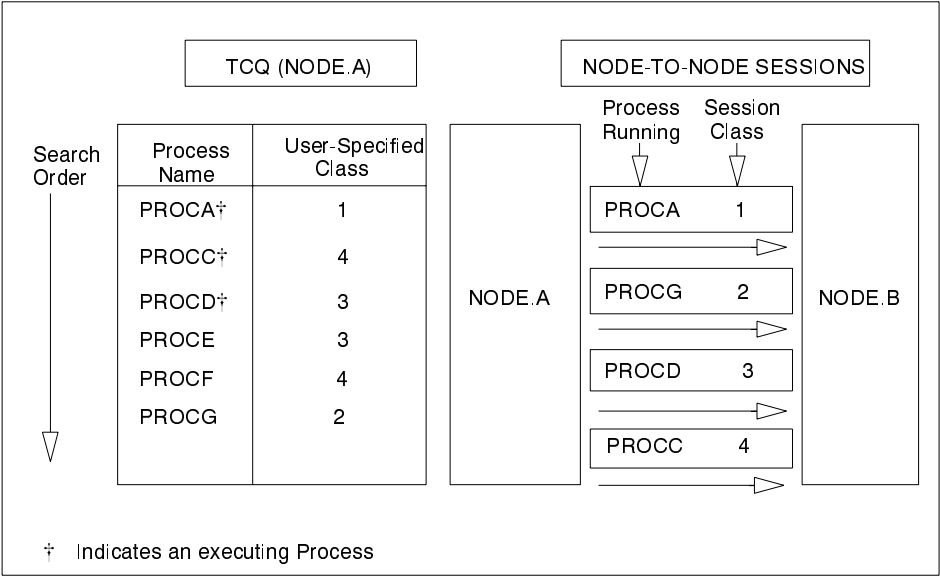 TCQ (NODE.A)
NODE-TO-NODE SESSIONS
Search
Order
Process
Name
User-Specified
Class
PROCA† 1
PROCC† 4
PROCD† 3
PROCE 3
PROCF 4
PROCG 2
NODE.A
Process
Running
Session
Class
PROCA 1
PROCG 2
PROCD 3
PROCC 4
NODE.B
† Indicates an executing Process